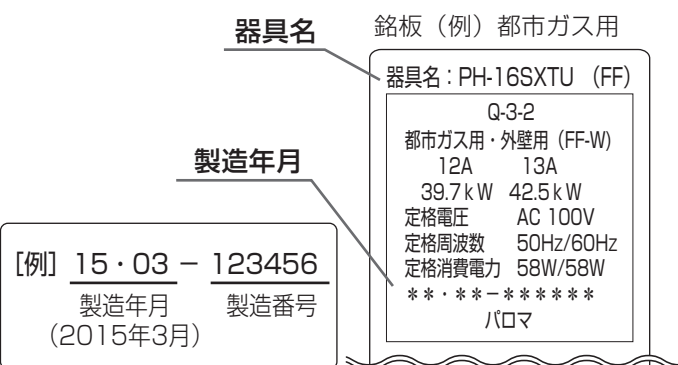 器具名
銘板（例）都市ガス用
器具名：PH-16SXTU （FF）
Q-3-2
都市ガス用・外壁用（FF-W）
12A 13A
39.7kW 42.5kW
定格電圧 AC 100V
定格周波数 50Hz/60Hz
定格消費電力 58W/58W
＊＊・＊＊－＊＊＊＊＊＊
パロマ
製造年月
［例］ 15・03 － 123456
製造年月 製造番号
（2015年3月）